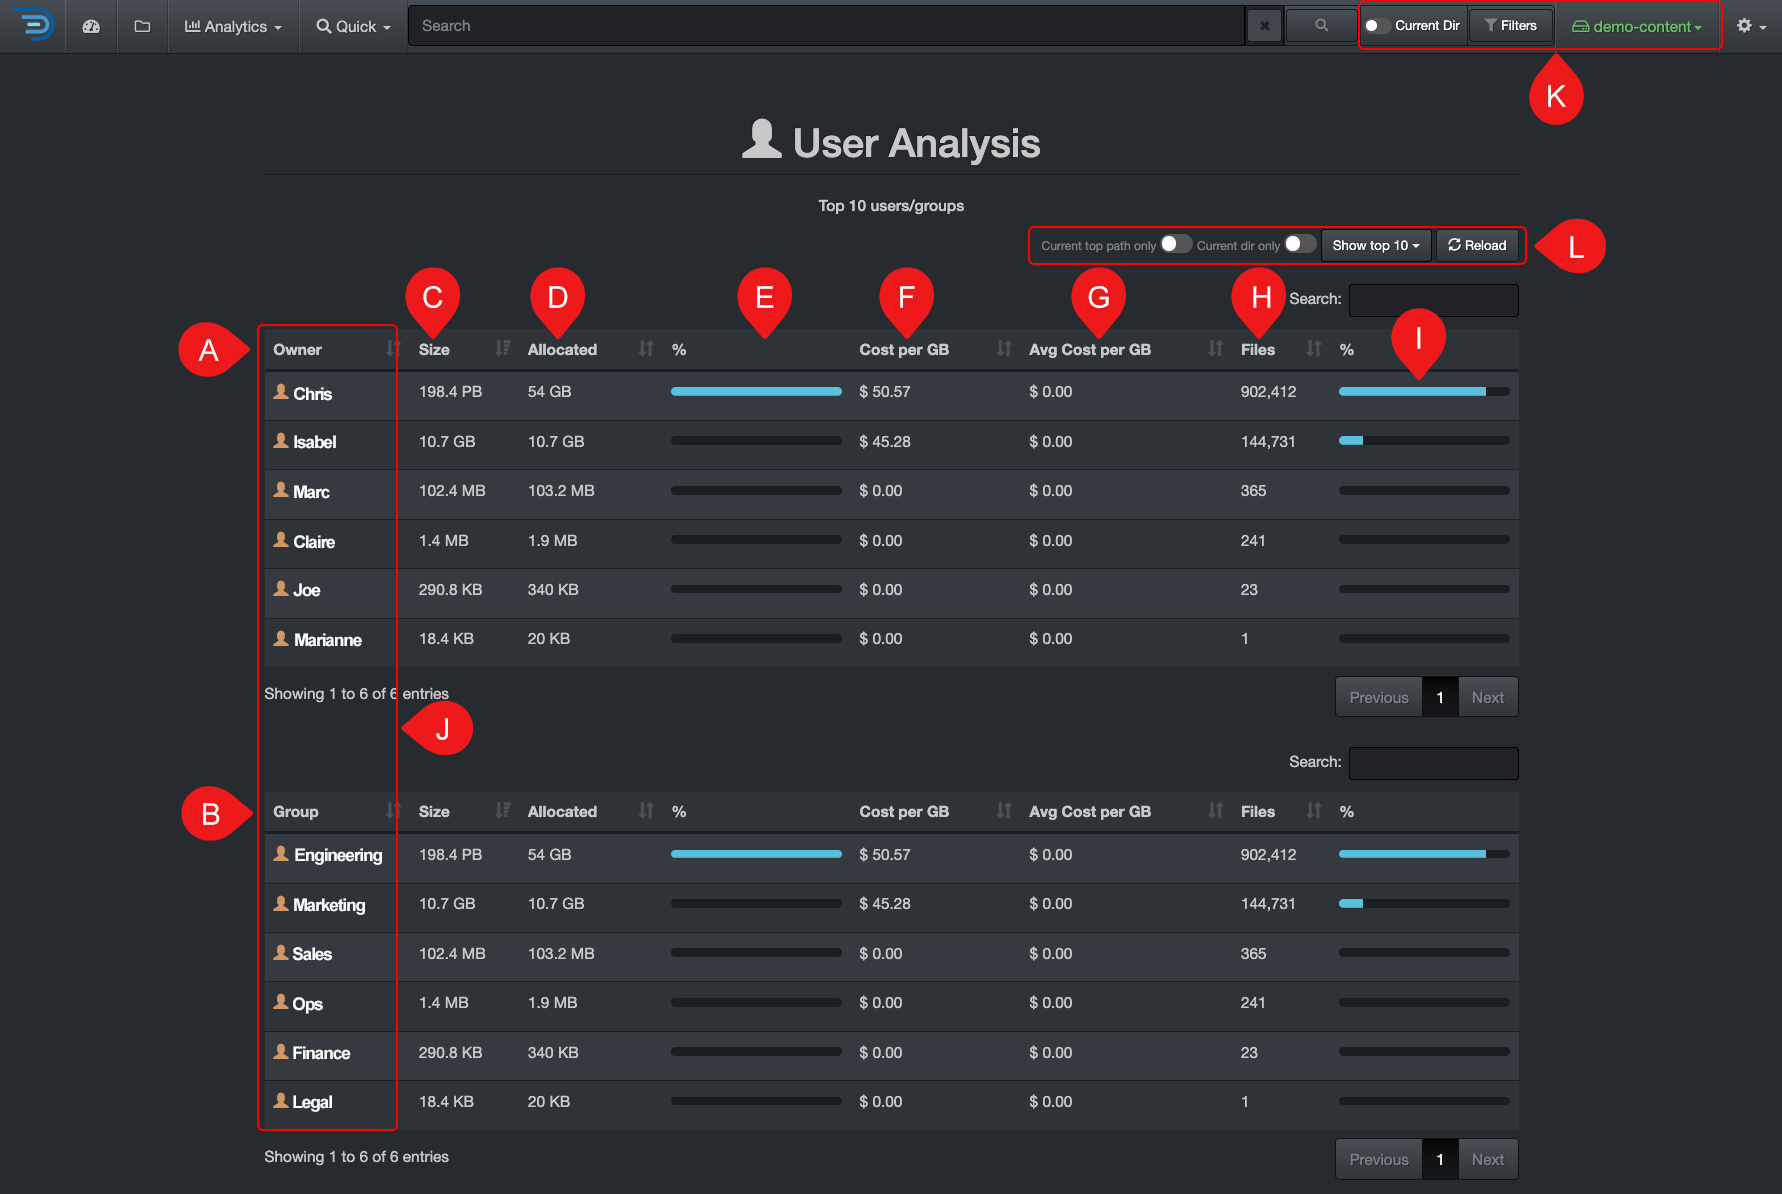 Analytics
Quick
Search
Current Dir
Filters
demo-content
K
User Analysis
Top 10 users/groups
Current top path only
Current dir only
Show top 10
Reload
L
C
D
E
F
G
H
Search:
I
A
Owner Size Allocated % Cost per GB Avg Cost per GB Files %
Chris 198.4 PB 54 GB $ 50.57 $ 0.00 902,412
Isabel 10.7 GB 10.7 GB $ 45.28 $ 0.00 144,731
Marc 102.4 MB 103.2 MB $ 0.00 $ 0.00 365
Claire 1.4 MB 1.9 MB $ 0.00 $ 0.00 241
Joe 290.8 KB 340 KB $ 0.00 $ 0.00 23
Marianne 18.4 KB 20 KB $ 0.00 $ 0.00 1
Showing 1 to 6 of 6 entries
Previous 1 Next
J
Search:
B
Group Size Allocated % Cost per GB Avg Cost per GB Files %
Engineering 198.4 PB 54 GB $ 50.57 $ 0.00 902,412
Marketing 10.7 GB 10.7 GB $ 45.28 $ 0.00 144,731
Sales 102.4 MB 103.2 MB $ 0.00 $ 0.00 365
Ops 1.4 MB 1.9 MB $ 0.00 $ 0.00 241
Finance 290.8 KB 340 KB $ 0.00 $ 0.00 23
Legal 18.4 KB 20 KB $ 0.00 $ 0.00 1
Showing 1 to 6 of 6 entries
Previous 1 Next